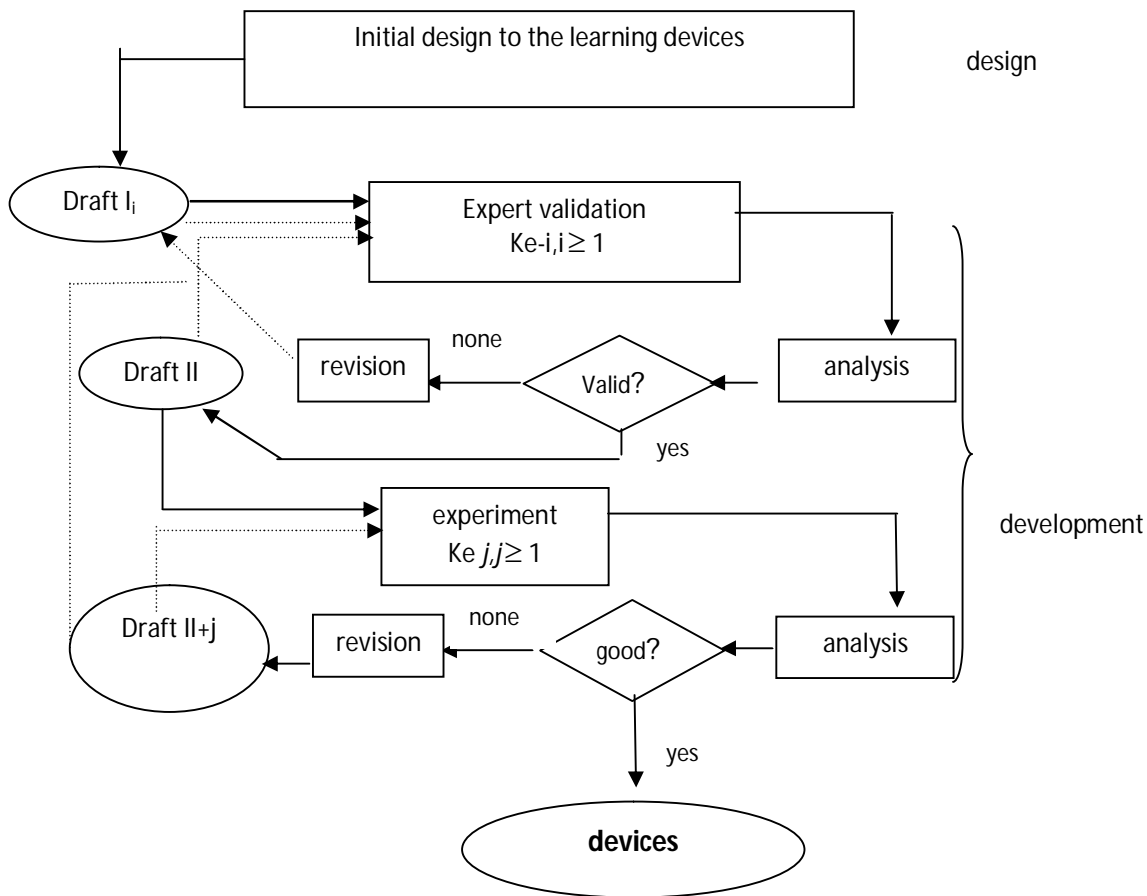 Initial design to the learning devices
design
Draft Iᵢ
Expert validation
Ke-i,i ≥ 1
none
revision
Valid?
analysis
Draft II
yes
experiment
Ke j,j ≥ 1
development
none
Draft II+j
revision
good?
analysis
yes
devices